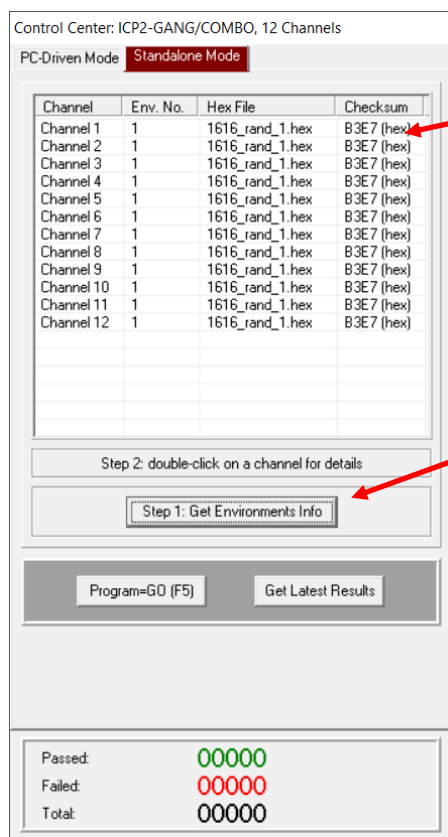 Control Center: ICP2-GANG/COMBO, 12 Channels
PC-Driven Mode Standalone Mode
Channel Env. No. Hex File Checksum
Channel 1 1 1616_rand_1.hex B3E7 (hex)
Channel 2 1 1616_rand_1.hex B3E7 (hex)
Channel 3 1 1616_rand_1.hex B3E7 (hex)
Channel 4 1 1616_rand_1.hex B3E7 (hex)
Channel 5 1 1616_rand_1.hex B3E7 (hex)
Channel 6 1 1616_rand_1.hex B3E7 (hex)
Channel 7 1 1616_rand_1.hex B3E7 (hex)
Channel 8 1 1616_rand_1.hex B3E7 (hex)
Channel 9 1 1616_rand_1.hex B3E7 (hex)
Channel 10 1 1616_rand_1.hex B3E7 (hex)
Channel 11 1 1616_rand_1.hex B3E7 (hex)
Channel 12 1 1616_rand_1.hex B3E7 (hex)
Step 2: double-click on a channel for details
Step 1: Get Environments Info
Program=GO (F5) Get Latest Results
Passed: 00000
Failed: 00000
Total: 00000